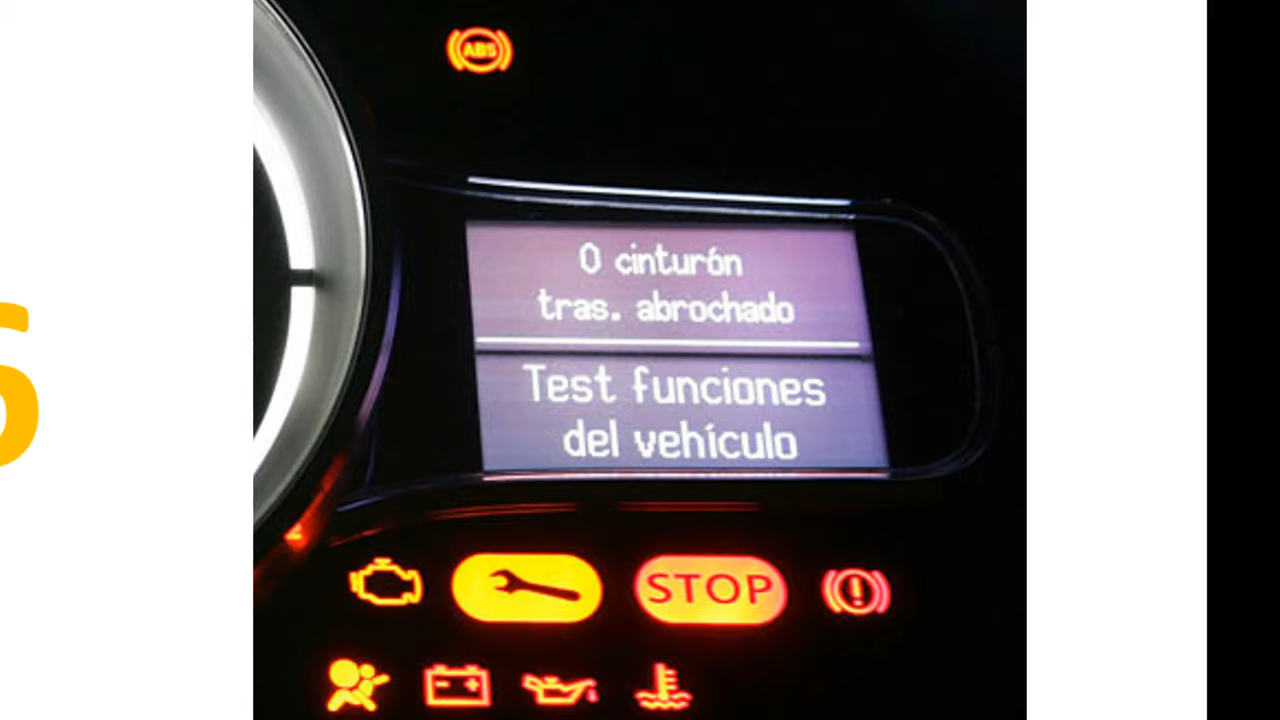 ABS
0 cinturón
tras. abrochado
Test funciones
del vehículo
STOP